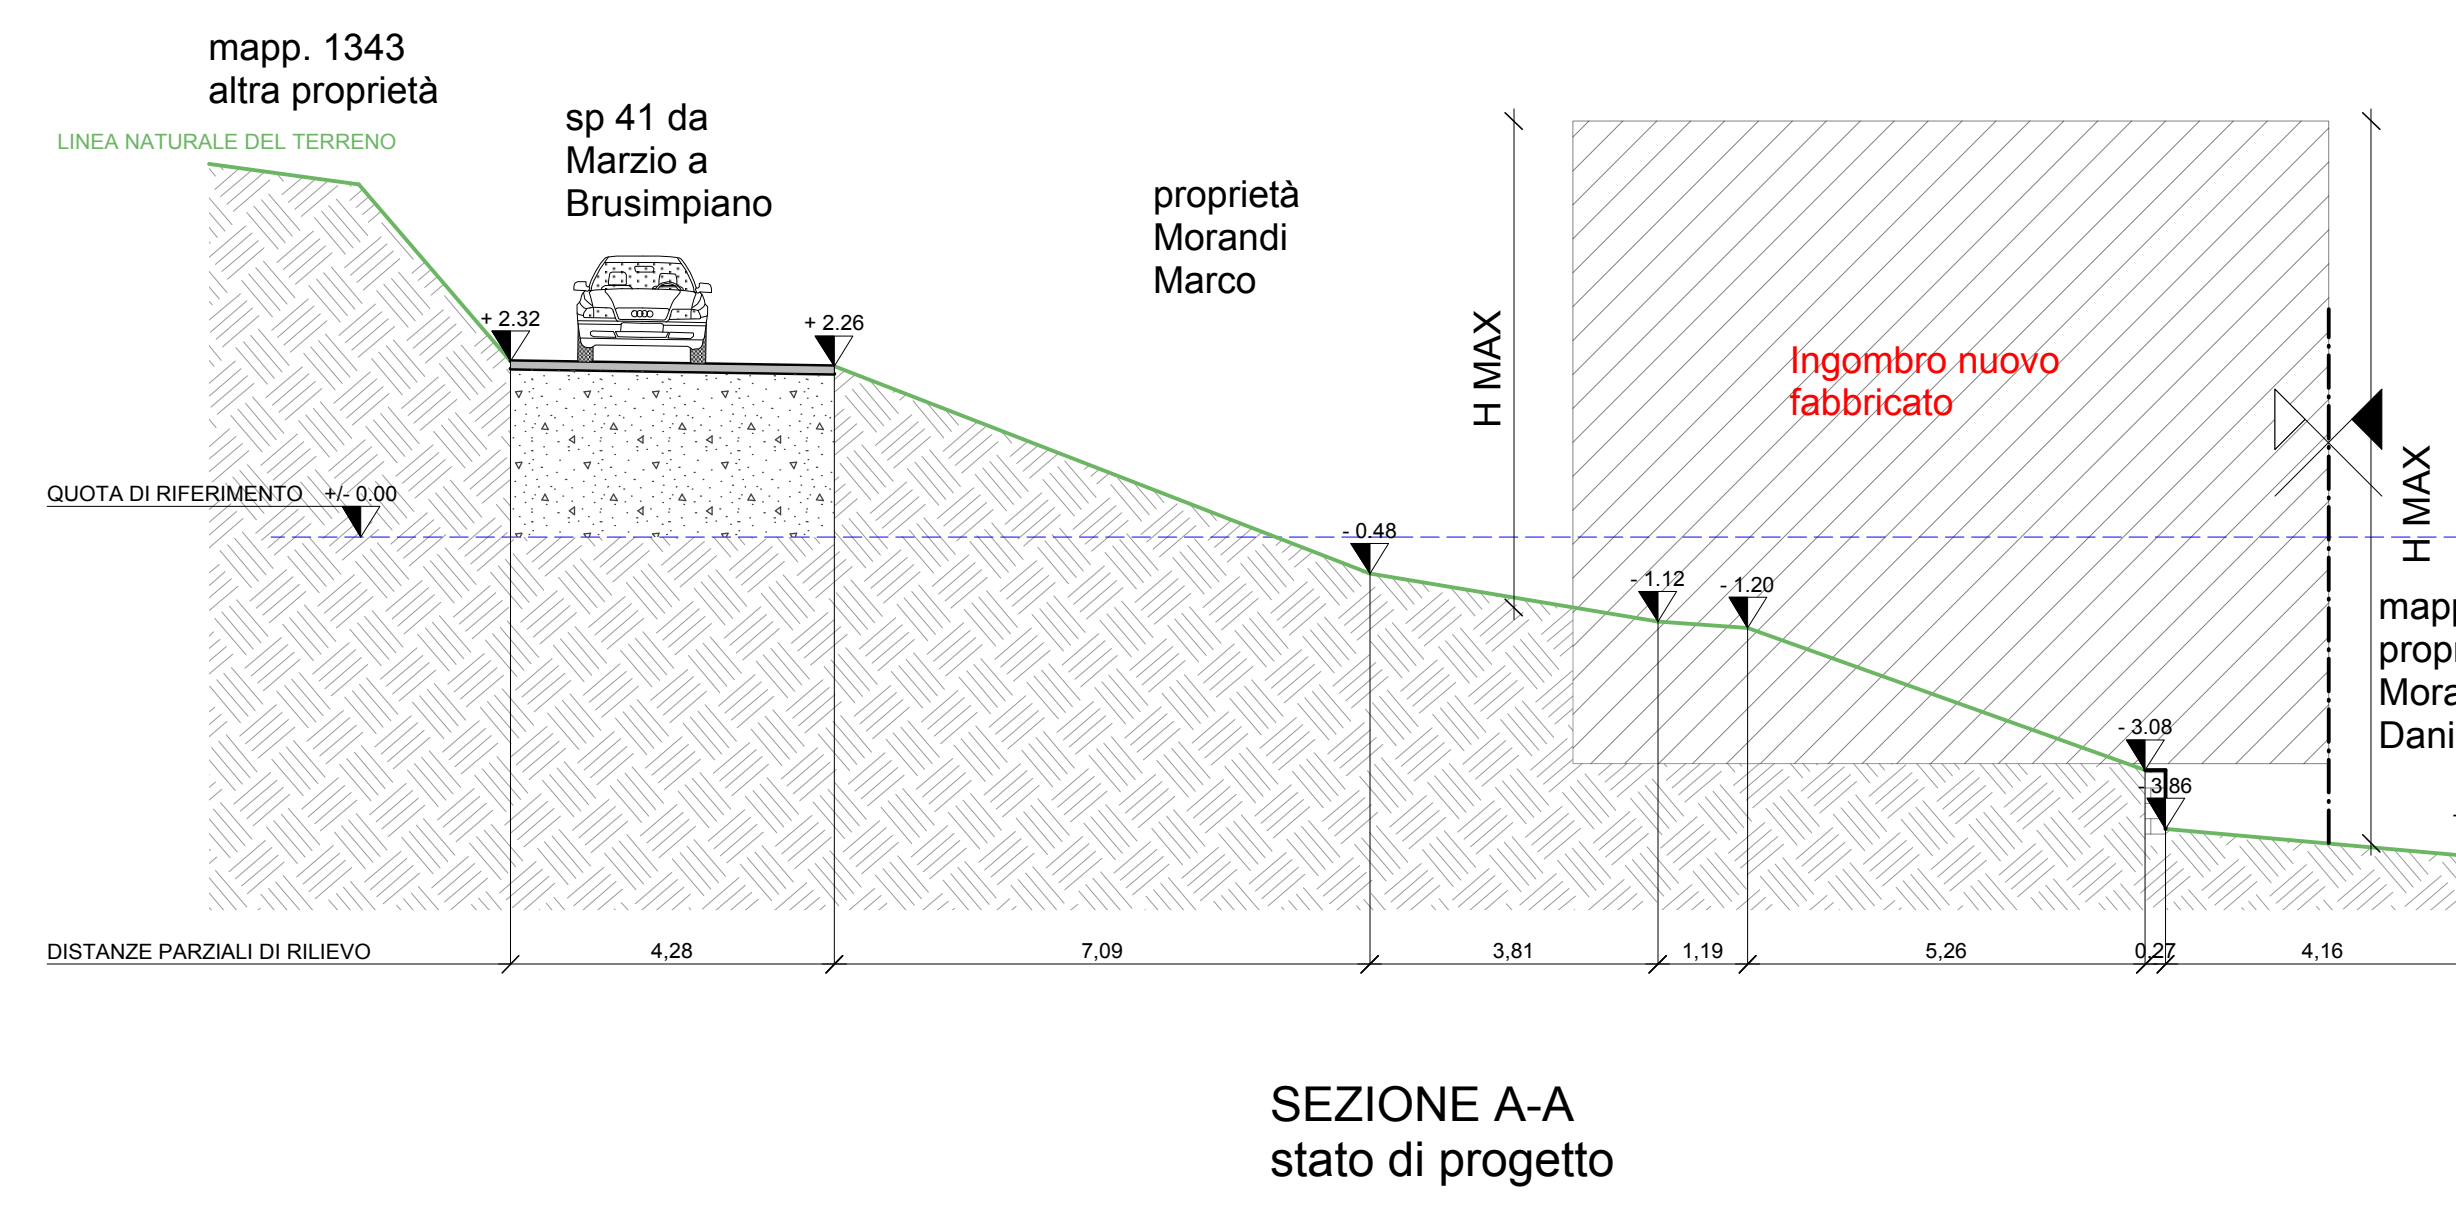 mapp. 1343
altra proprietà
LINEA NATURALE DEL TERRENO
sp 41 da
Marzio a
Brusimpiano
proprietà
Morandi
Marco
H MAX
Ingombro nuovo
fabbricato
H MAX
+ 2.32
+ 2.26
QUOTA DI RIFERIMENTO +/- 0.00
- 0.48
- 1.12
- 1.20
- 3.08
- 3.86
DISTANZE PARZIALI DI RILIEVO
4,28
7,09
3,81
1,19
5,26
0,27
4,16
SEZIONE A-A
stato di progetto